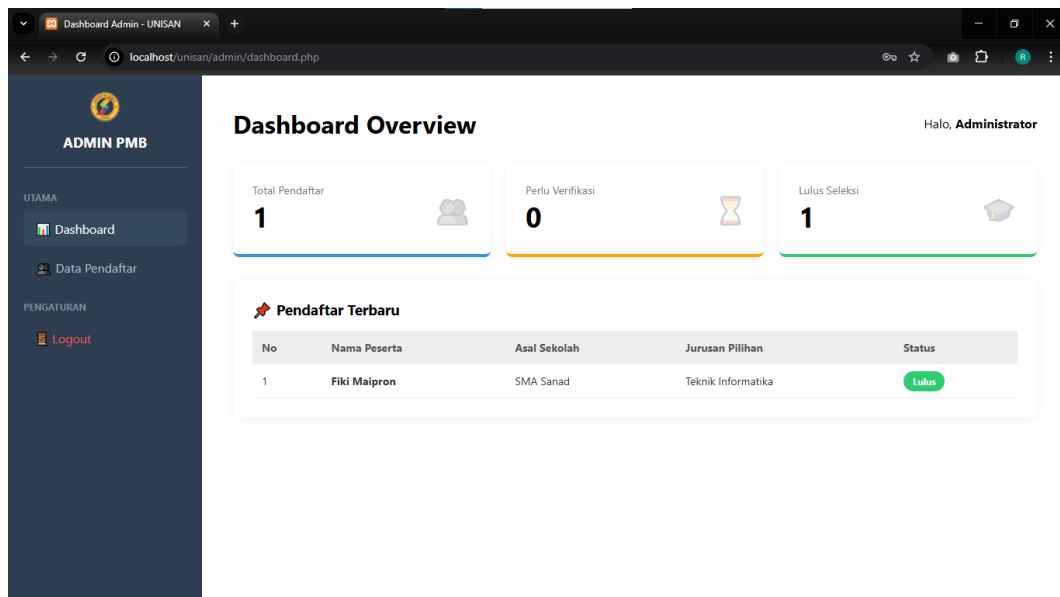 Dashboard Admin - UNISAN
localhost/unisan/admin/dashboard.php
R
ADMIN PMB
UTAMA
Dashboard
Data Pendaftar
PENGATURAN
Logout
Dashboard Overview
Halo, Administrator
Total Pendaftar
1
Perlu Verifikasi
0
Lulus Seleksi
1
Pendaftar Terbaru
No Nama Peserta Asal Sekolah Jurusan Pilihan Status
1 Fiki Maipron SMA Sanad Teknik Informatika Lulus